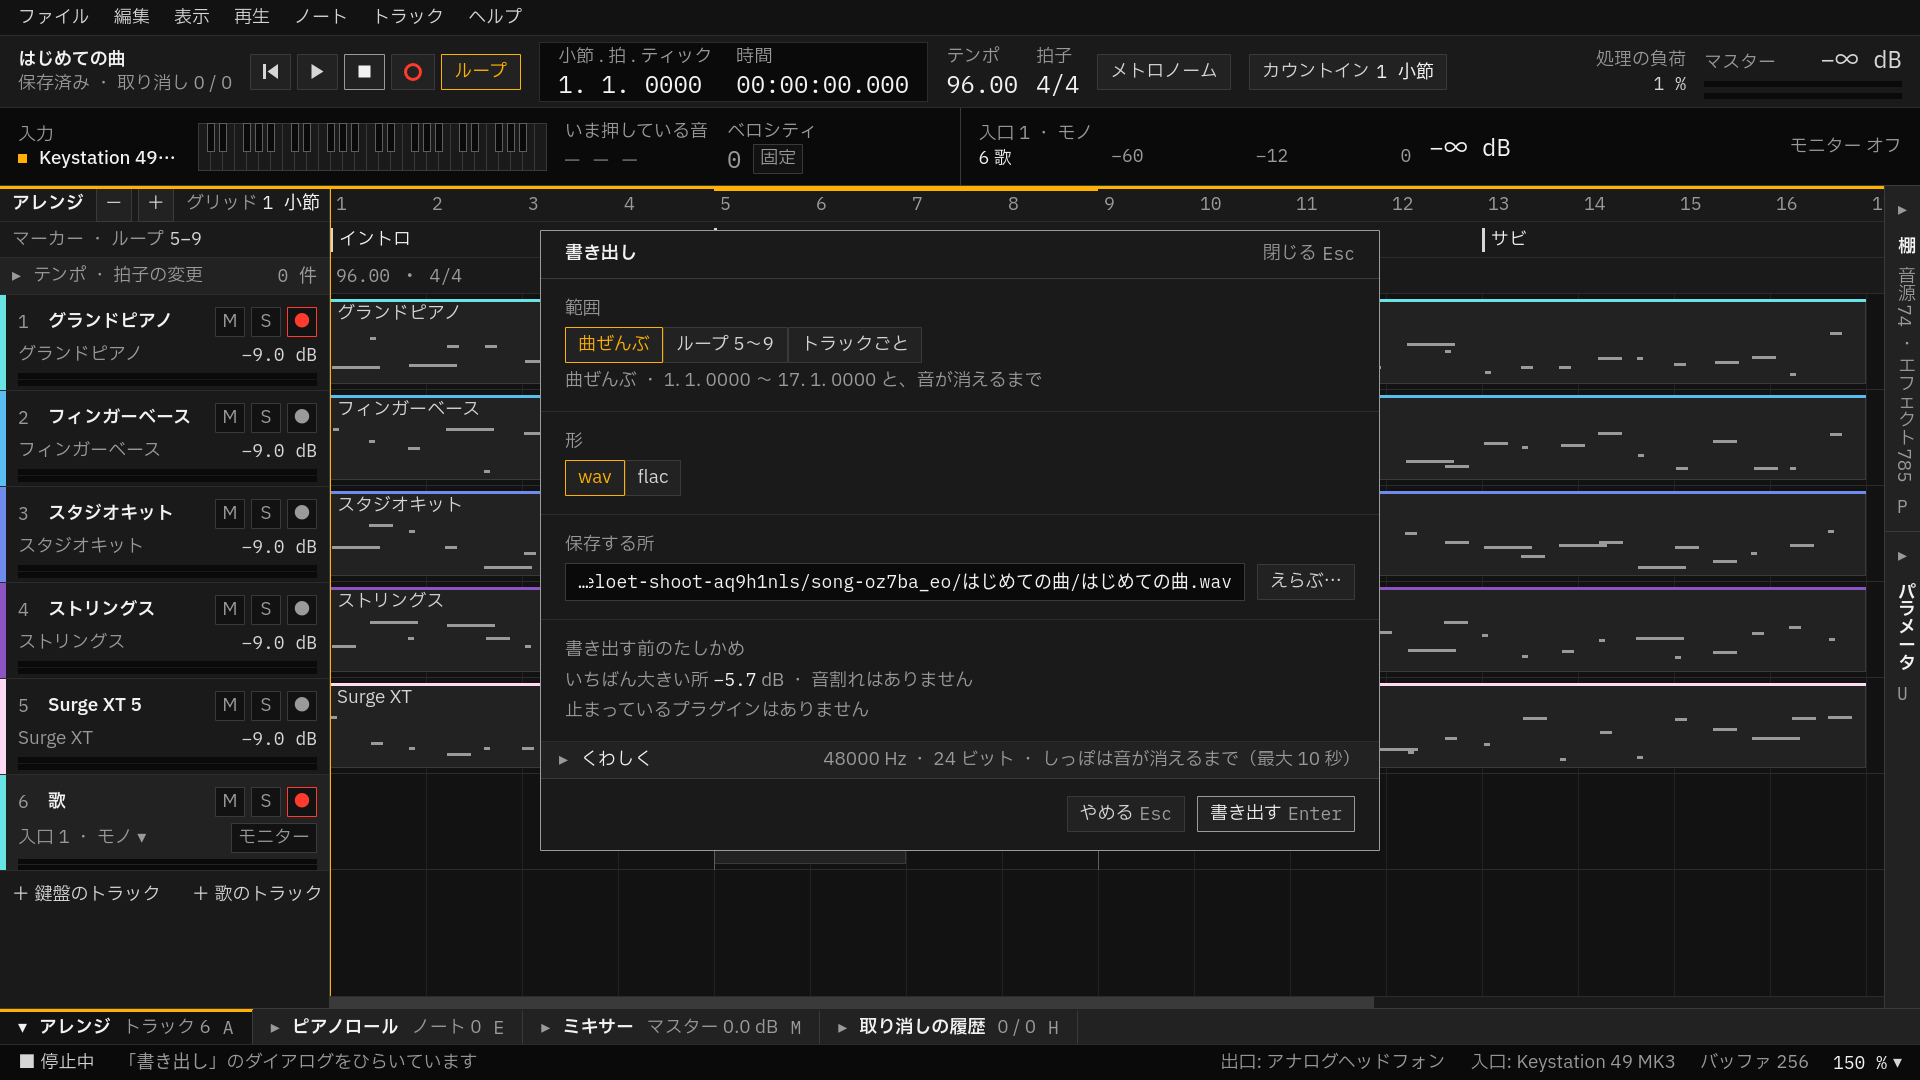 ファイル 編集 表示 再生 ノート トラック ヘルプ
はじめての曲
保存済み ・ 取り消し 0 / 0
ループ
小節 . 拍 . ティック 時間
1. 1. 0000 00:00:00.000
テンポ 拍子
96.00 4/4
メトロノーム
カウントイン 1 小節
処理の負荷
1 %
マスター −∞ dB
入力
Keystation 49…
いま押している音 ベロシティ
— — — 0 固定
入口 1 ・ モノ
6 歌
−60 −12 0 −∞ dB
モニター オフ
アレンジ − + グリッド 1 小節
1 2 3 4 5 6 7 8 9 10 11 12 13 14 15 16 1
マーカー ・ ループ 5–9
イントロ サビ
▸ テンポ ・ 拍子の変更 0 件
96.00 ・ 4/4
1 グランドピアノ M S
グランドピアノ −9.0 dB
グランドピアノ
2 フィンガーベース M S
フィンガーベース −9.0 dB
フィンガーベース
3 スタジオキット M S
スタジオキット −9.0 dB
スタジオキット
4 ストリングス M S
ストリングス −9.0 dB
ストリングス
5 Surge XT 5 M S
Surge XT −9.0 dB
Surge XT
6 歌 M S
入口 1 ・ モノ ▾ モニター
＋ 鍵盤のトラック ＋ 歌のトラック
書き出し 閉じる Esc
範囲
曲ぜんぶ ループ 5〜9 トラックごと
曲ぜんぶ ・ 1. 1. 0000 〜 17. 1. 0000 と、音が消えるまで
形
wav flac
保存する所
…eloet-shoot-aq9h1nls/song-oz7ba_eo/はじめての曲/はじめての曲.wav えらぶ…
書き出す前のたしかめ
いちばん大きい所 −5.7 dB ・ 音割れはありません
止まっているプラグインはありません
▸ くわしく 48000 Hz ・ 24 ビット ・ しっぽは音が消えるまで（最大 10 秒）
やめる Esc 書き出す Enter
▸ 棚 音源 74 ・ エフェクト 785 P
▸ パラメータ U
▾ アレンジ トラック 6 A
▸ ピアノロール ノート 0 E
▸ ミキサー マスター 0.0 dB M
▸ 取り消しの履歴 0 / 0 H
停止中 「書き出し」のダイアログをひらいています
出口: アナログヘッドフォン 入口: Keystation 49 MK3 バッファ 256 150 % ▾